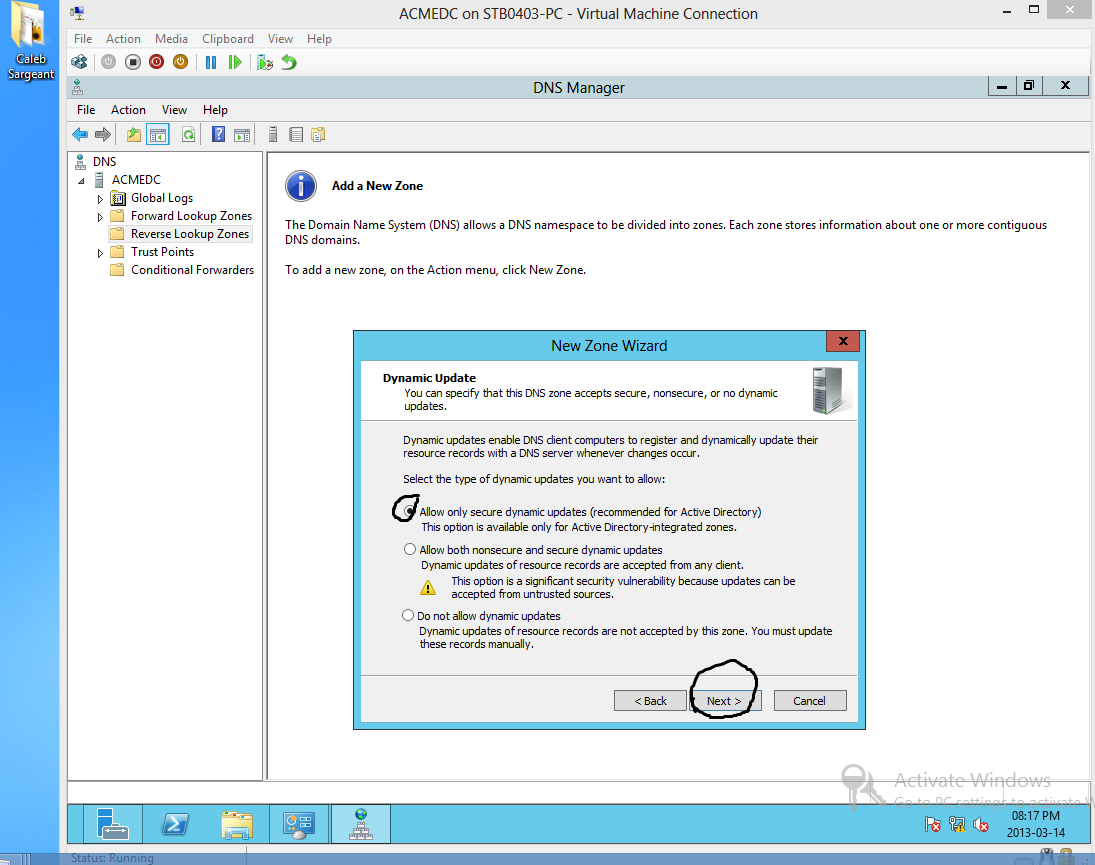 Caleb
Sargeant
ACMEDC on STB0403-PC - Virtual Machine Connection
File Action Media Clipboard View Help
DNS Manager
File Action View Help
DNS
ACMEDC
Global Logs
Forward Lookup Zones
Reverse Lookup Zones
Trust Points
Conditional Forwarders
Add a New Zone
The Domain Name System (DNS) allows a DNS namespace to be divided into zones. Each zone stores information about one or more contiguous
DNS domains.
To add a new zone, on the Action menu, click New Zone.
New Zone Wizard
Dynamic Update
You can specify that this DNS zone accepts secure, nonsecure, or no dynamic
updates.
Dynamic updates enable DNS client computers to register and dynamically update their
resource records with a DNS server whenever changes occur.
Select the type of dynamic updates you want to allow:
Allow only secure dynamic updates (recommended for Active Directory)
This option is available only for Active Directory-integrated zones.
Allow both nonsecure and secure dynamic updates
Dynamic updates of resource records are accepted from any client.
This option is a significant security vulnerability because updates can be
accepted from untrusted sources.
Do not allow dynamic updates
Dynamic updates of resource records are not accepted by this zone. You must update
these records manually.
< Back Next > Cancel
Activate Windows
Go to PC settings to activate W
08:17 PM
2013-03-14
Status: Running